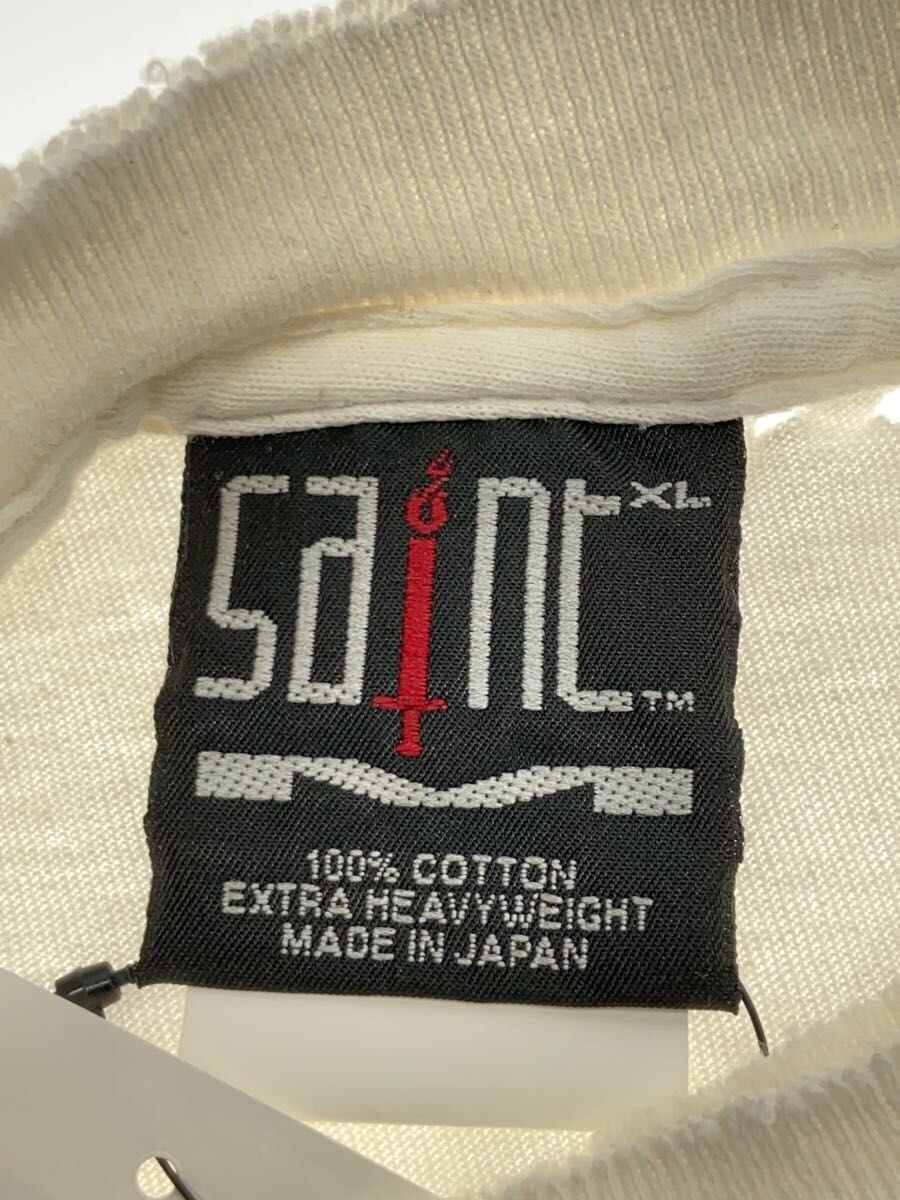 saint XL
TM
100% COTTON
EXTRA HEAVYWEIGHT
MADE IN JAPAN